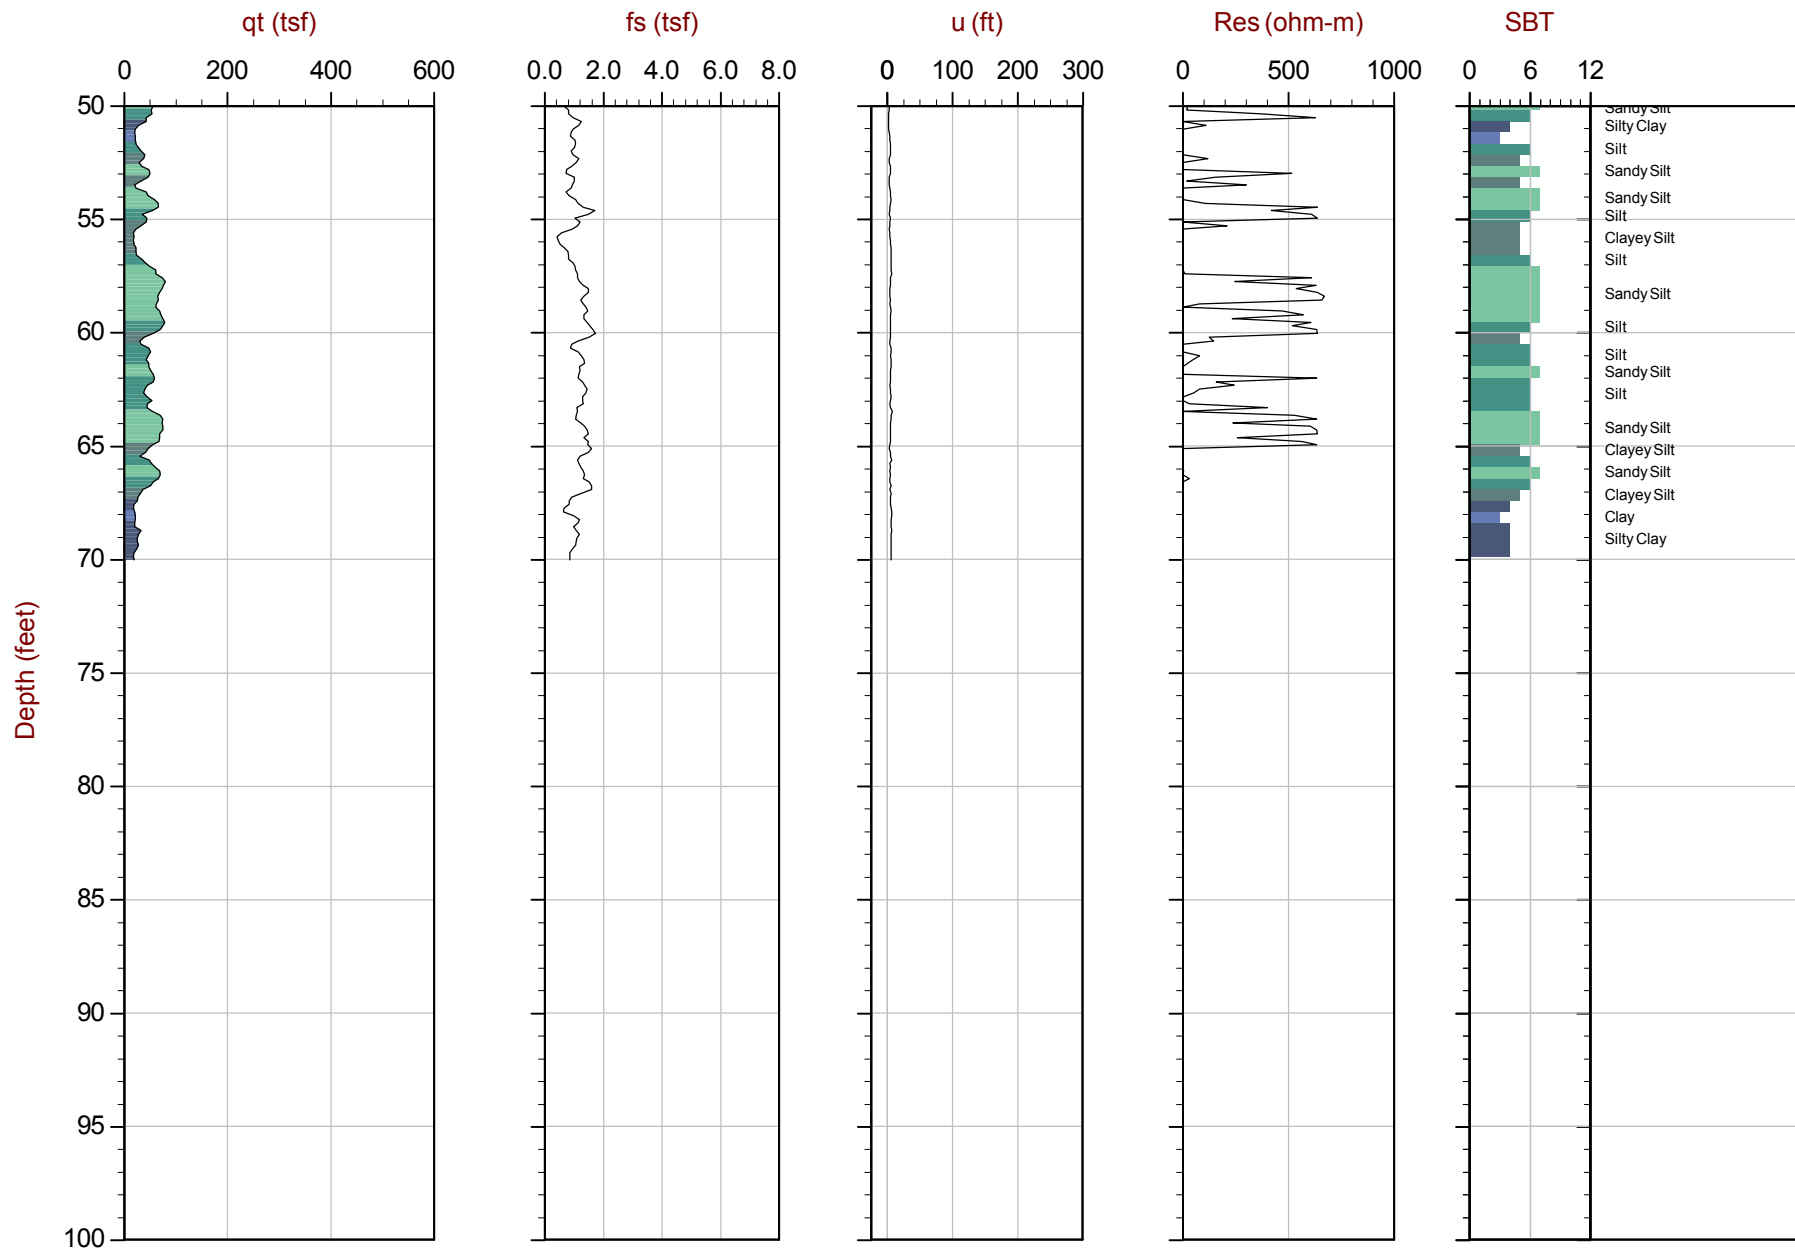 qt (tsf)
fs (tsf)
u (ft)
Res (ohm-m)
SBT
0 200 400 600
0.0 2.0 4.0 6.0 8.0
0 100 200 300
0 500 1000
0 6 12
50
55
60
65
70
75
80
85
90
95
100
Depth (feet)
Sandy Silt
Silty Clay
Silt
Sandy Silt
Sandy Silt
Silt
Clayey Silt
Silt
Sandy Silt
Silt
Silt
Sandy Silt
Silt
Sandy Silt
Clayey Silt
Sandy Silt
Clayey Silt
Clay
Silty Clay